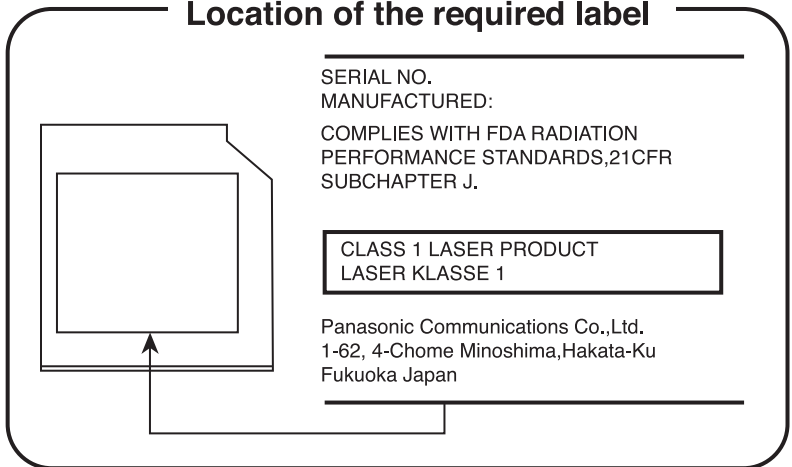 Location of the required label
SERIAL NO.
MANUFACTURED:
COMPLIES WITH FDA RADIATION
PERFORMANCE STANDARDS,21CFR
SUBCHAPTER J.
CLASS 1 LASER PRODUCT
LASER KLASSE 1
Panasonic Communications Co.,Ltd.
1-62, 4-Chome Minoshima,Hakata-Ku
Fukuoka Japan